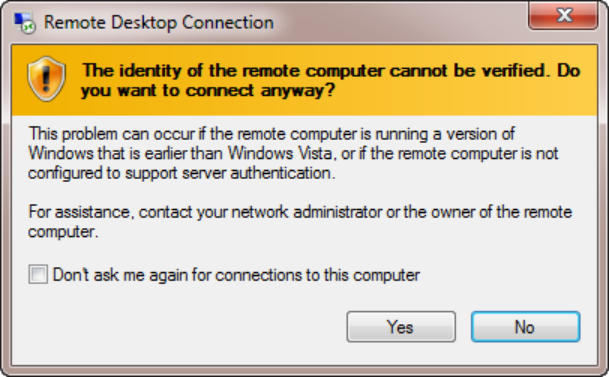 Remote Desktop Connection
The identity of the remote computer cannot be verified. Do
you want to connect anyway?
This problem can occur if the remote computer is running a version of
Windows that is earlier than Windows Vista, or if the remote computer is not
configured to support server authentication.
For assistance, contact your network administrator or the owner of the remote
computer.
Don't ask me again for connections to this computer
Yes
No